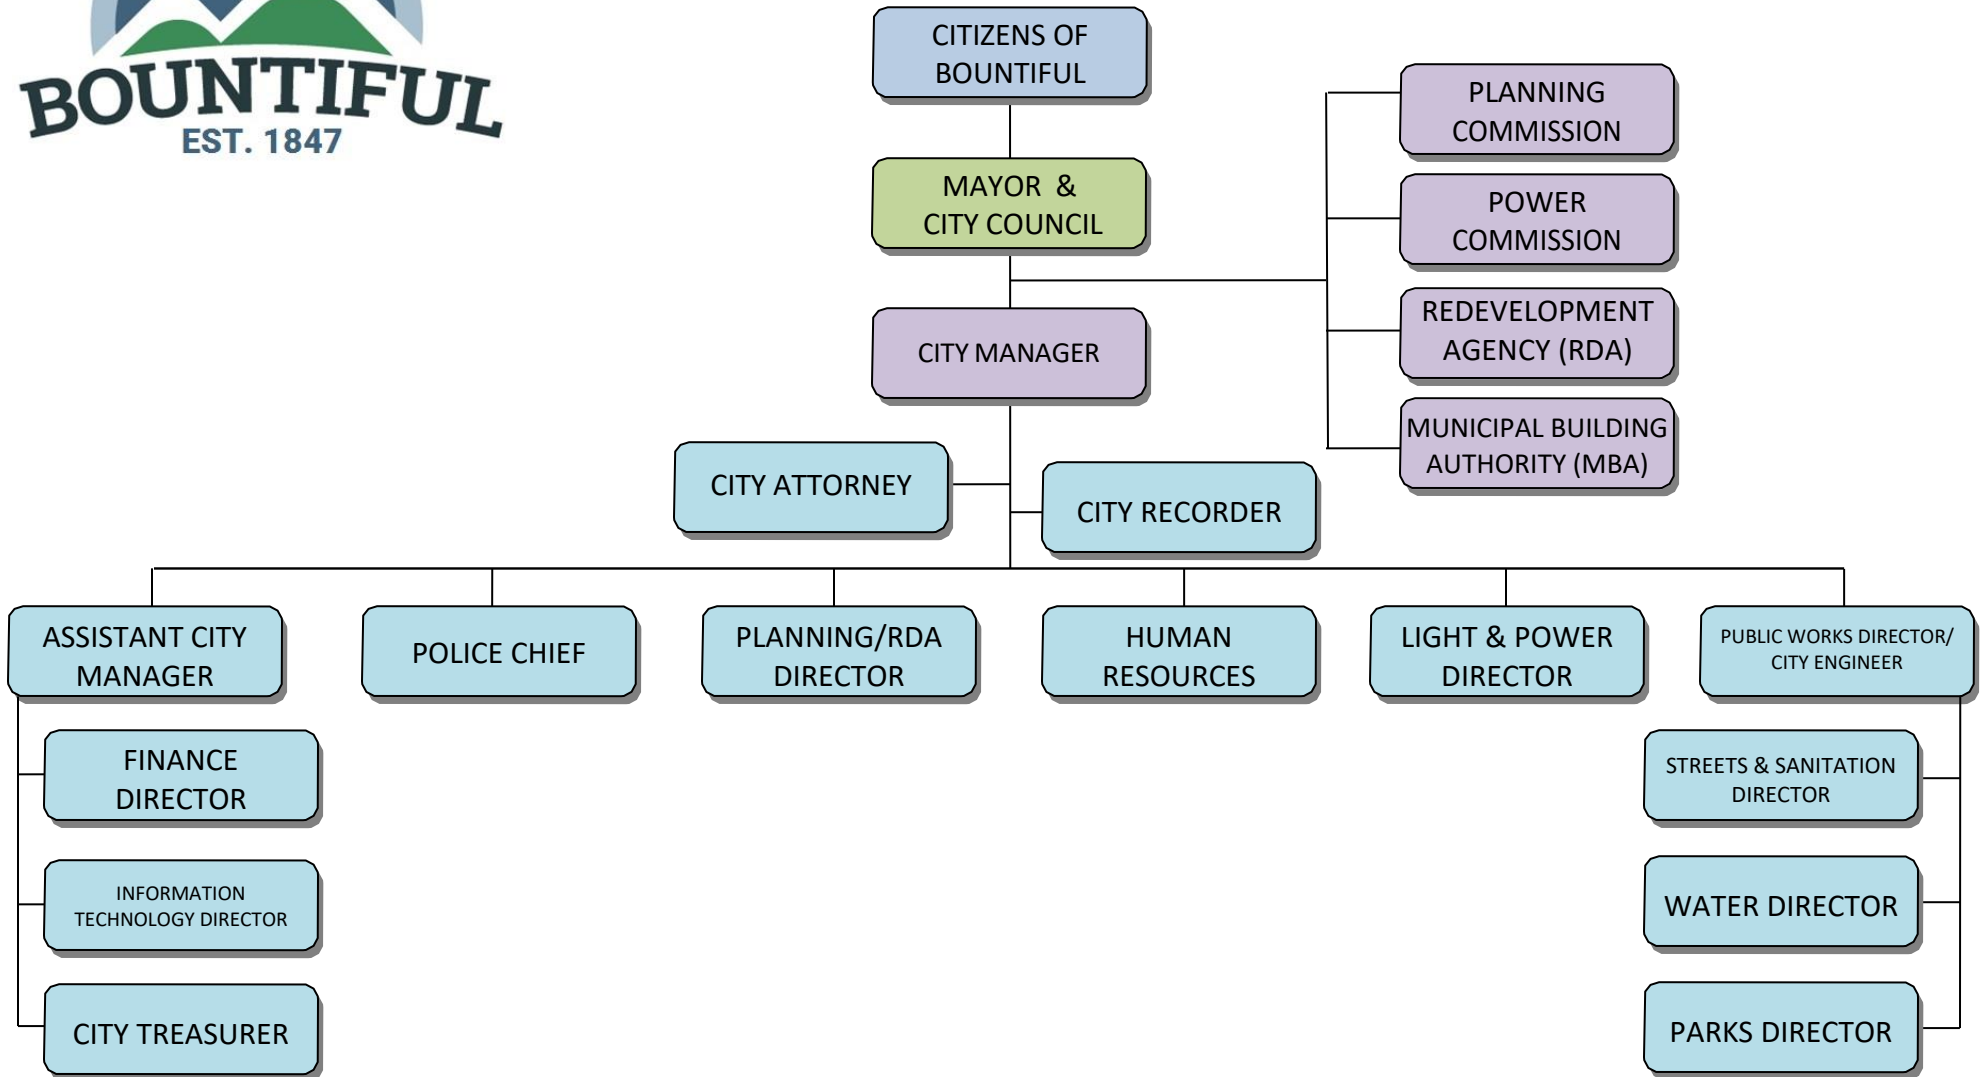 BOUNTIFUL
EST. 1847
CITIZENS OF
BOUNTIFUL
MAYOR &
CITY COUNCIL
CITY MANAGER
PLANNING
COMMISSION
POWER
COMMISSION
REDEVELOPMENT
AGENCY (RDA)
MUNICIPAL BUILDING
AUTHORITY (MBA)
CITY ATTORNEY
CITY RECORDER
ASSISTANT CITY
MANAGER
POLICE CHIEF
PLANNING/RDA
DIRECTOR
HUMAN
RESOURCES
LIGHT & POWER
DIRECTOR
PUBLIC WORKS DIRECTOR/
CITY ENGINEER
FINANCE
DIRECTOR
INFORMATION
TECHNOLOGY DIRECTOR
CITY TREASURER
STREETS & SANITATION
DIRECTOR
WATER DIRECTOR
PARKS DIRECTOR